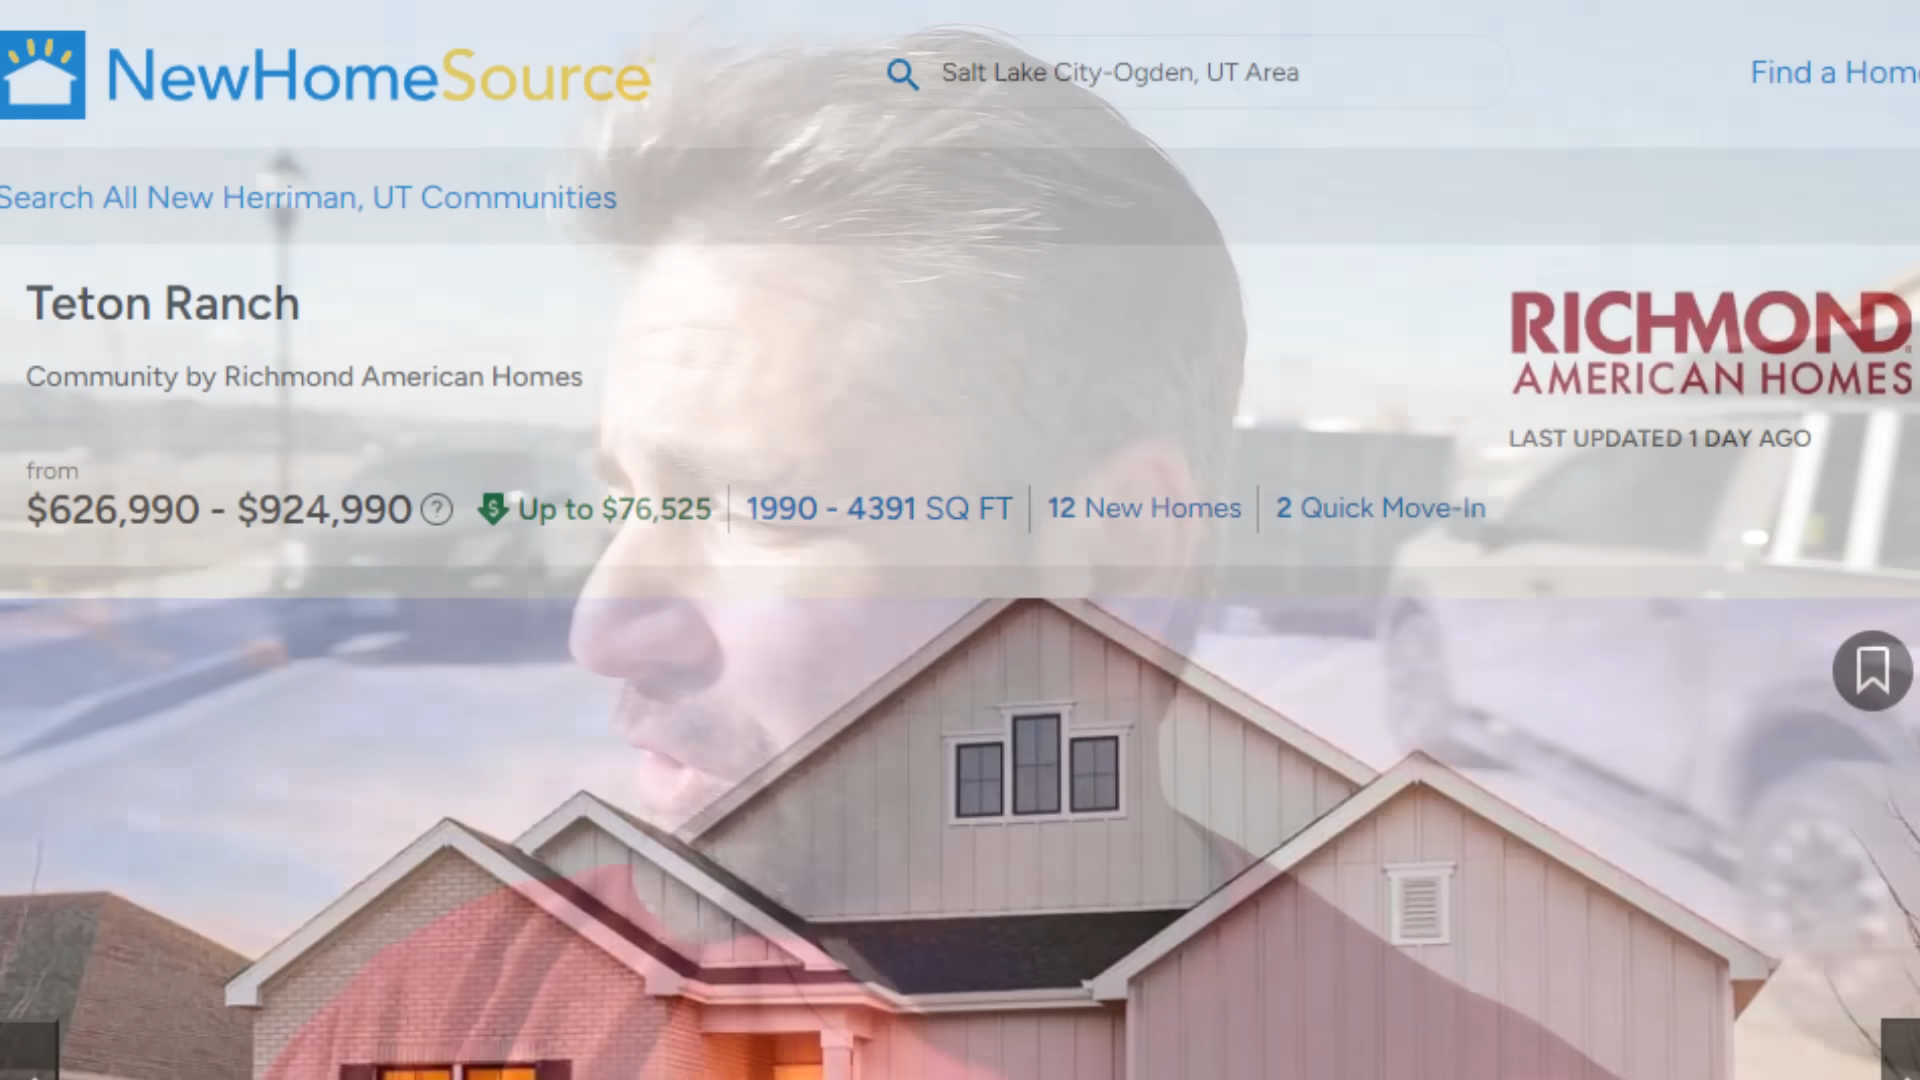 NewHomeSource
Salt Lake City-Ogden, UT Area
Find a Hom
Search All New Herriman, UT Communities
Teton Ranch
Community by Richmond American Homes
RICHMOND
AMERICAN HOMES
LAST UPDATED 1 DAY AGO
from
$626,990 - $924,990 ? $ Up to $76,525 1990 - 4391 SQ FT 12 New Homes 2 Quick Move-In